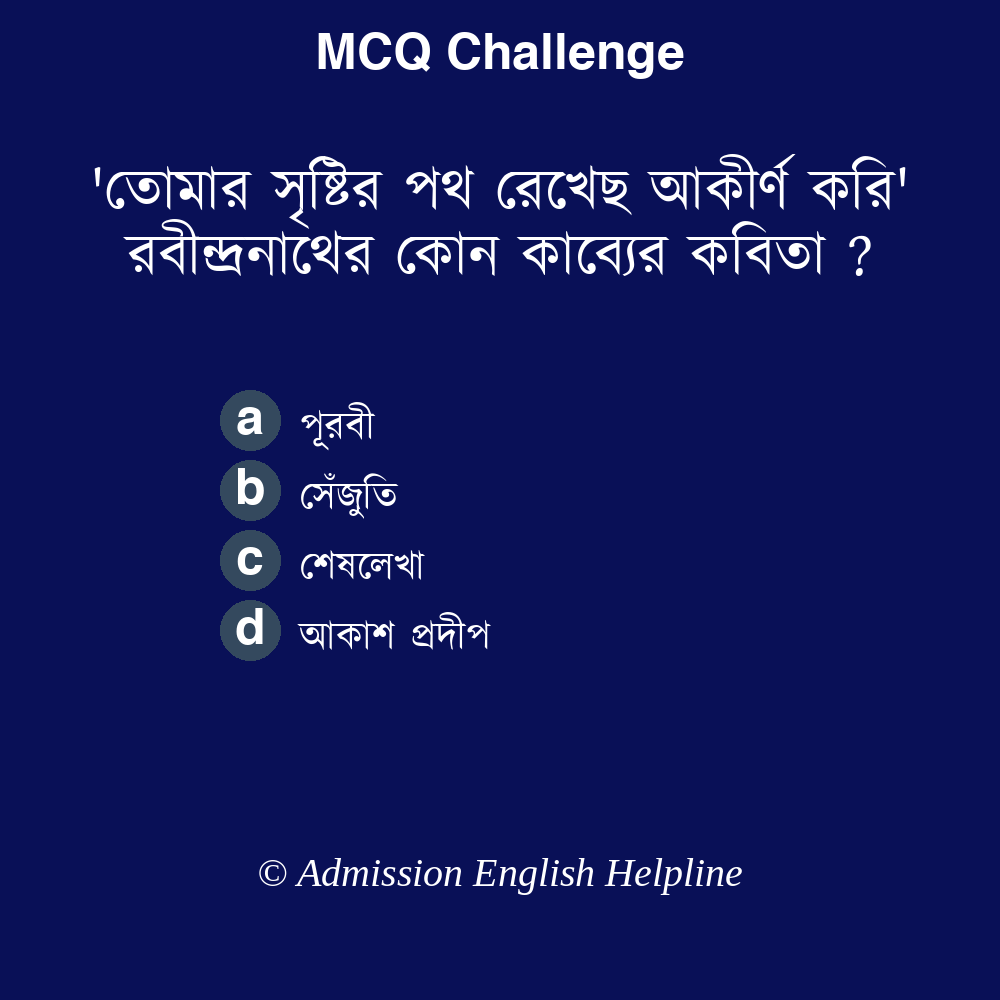 MCQ Challenge
'তোমার সৃষ্টির পথ রেখেছ আকীর্ণ করি'
রবীন্দ্রনাথের কোন কাব্যের কবিতা ?
a পূরবী
b সেঁজুতি
c শেষলেখা
d আকাশ প্রদীপ
© Admission English Helpline